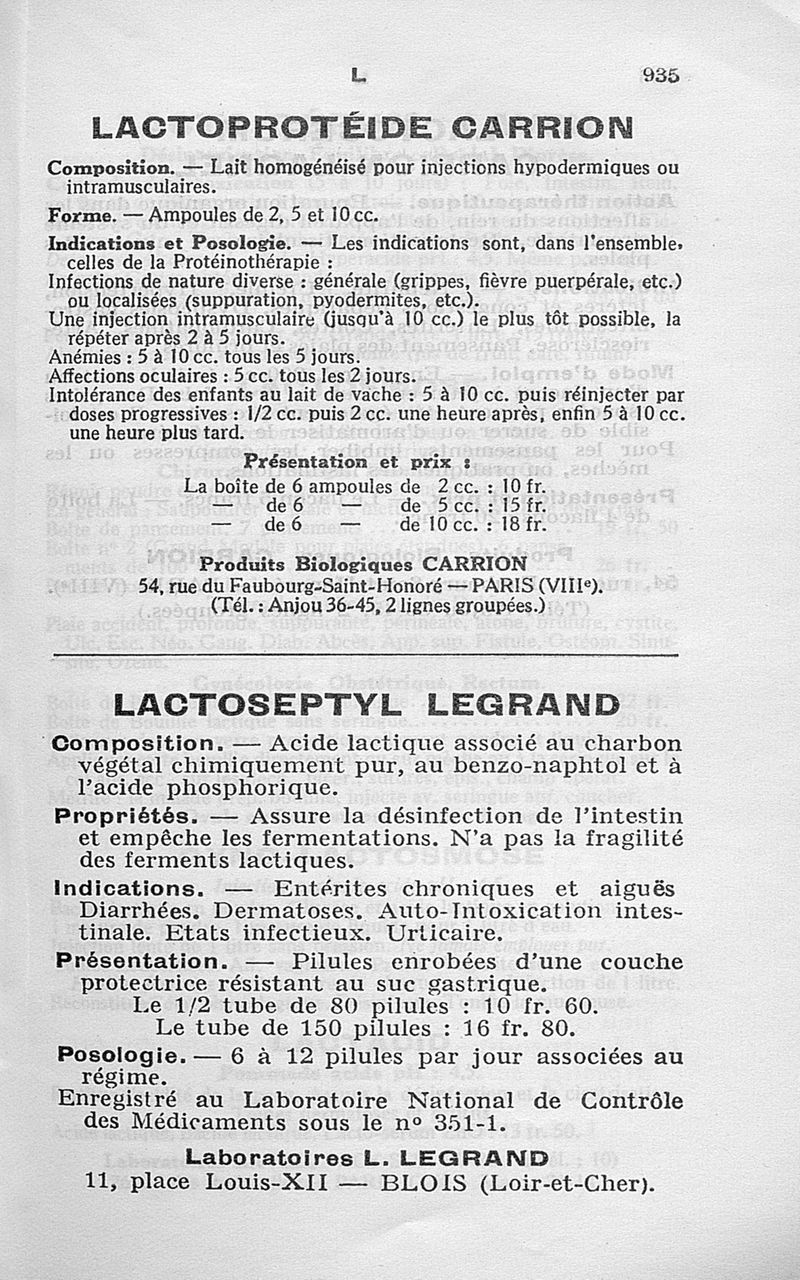 L 935
LACTOPROTÉIDE CARRION
Composition. — Lait homogénéisé pour injections hypodermiques ou
intramusculaires.
Forme. — Ampoules de 2, 5 et 10 cc.
Indications et Posologie. — Les indications sont, dans l'ensemble,
celles de la Protéinothérapie :
Infections de nature diverse : générale (grippes, fièvre puerpérale, etc.)
ou localisées (suppuration, pyodermites, etc.).
Une injection intramusculaire (jusqu'à 10 cc.) le plus tôt possible, la
répéter après 2 à 5 jours.
Anémies : 5 à 10 cc. tous les 5 jours.
Affections oculaires : 5 cc. tous les 2 jours.
Intolérance des enfants au lait de vache : 5 à 10 cc. puis réinjecter par
doses progressives : 1/2 cc. puis 2 cc. une heure après, enfin 5 à 10 cc.
une heure plus tard.
Présentation et prix :
La boîte de 6 ampoules de 2 cc. : 10 fr.
— de 6 — de 5 cc. : 15 fr.
— de 6 — de 10 cc. : 18 fr.
Produits Biologiques CARRION
54, rue du Faubourg-Saint-Honoré — PARIS (VIIIe).
(Tél. : Anjou 36-45, 2 lignes groupées.)
LACTOSEPTYL LEGRAND
Composition. — Acide lactique associé au charbon
végétal chimiquement pur, au benzo-naphtol et à
l'acide phosphorique.
Propriétés. — Assure la désinfection de l'intestin
et empêche les fermentations. N'a pas la fragilité
des ferments lactiques.
Indications. — Entérites chroniques et aiguës
Diarrhées. Dermatoses. Auto-Intoxication intes-
tinale. Etats infectieux. Urticaire.
Présentation. — Pilules enrobées d'une couche
protectrice résistant au suc gastrique.
Le 1/2 tube de 80 pilules : 10 fr. 60.
Le tube de 150 pilules : 16 fr. 80.
Posologie. — 6 à 12 pilules par jour associées au
régime.
Enregistré au Laboratoire National de Contrôle
des Médicaments sous le nº 351-1.
Laboratoires L. LEGRAND
11, place Louis-XII — BLOIS (Loir-et-Cher).